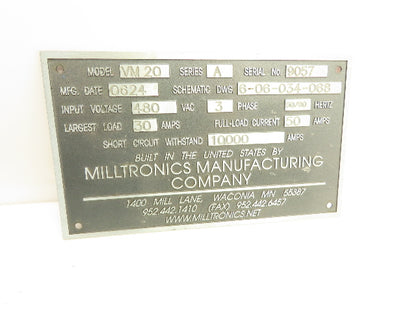 MODEL VM 20 SERIES A SERIAL No. 9057
MFG. DATE 0624 SCHEMATIC DWG 6-06-034-068
INPUT VOLTAGE 480 VAC 3 PHASE 50/60 HERTZ
LARGEST LOAD 30 AMPS FULL-LOAD CURRENT 50 AMPS
SHORT CIRCUIT WITHSTAND 10000 AMPS
BUILT IN THE UNITED STATES BY
MILLTRONICS MANUFACTURING
COMPANY
1400 MILL LANE, WACONIA MN 55387
952.442.1410 (FAX) 952.442.6457
WWW.MILLTRONICS.NET